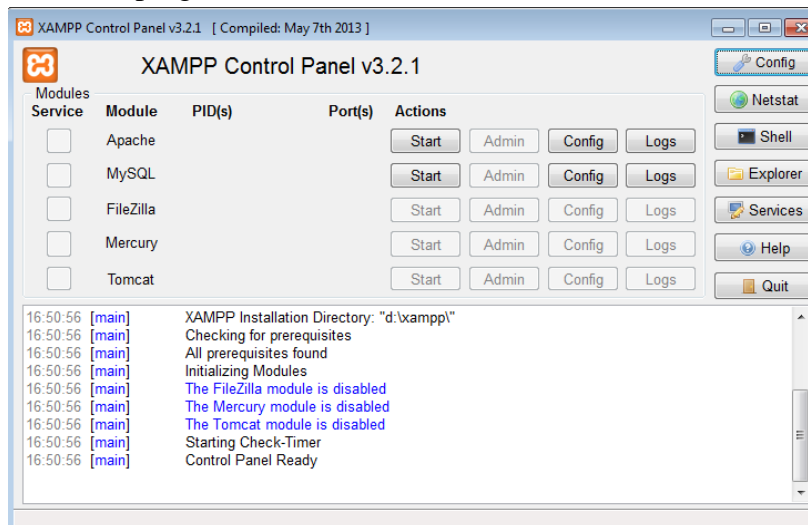 XAMPP Control Panel v3.2.1 [ Compiled: May 7th 2013 ]
XAMPP Control Panel v3.2.1
Config
Modules
Service Module PID(s) Port(s) Actions
Netstat
Apache Start Admin Config Logs
Shell
MySQL Start Admin Config Logs
Explorer
FileZilla Start Admin Config Logs
Services
Mercury Start Admin Config Logs
Help
Tomcat Start Admin Config Logs
Quit
16:50:56 [main] XAMPP Installation Directory: "d:\xampp\"
16:50:56 [main] Checking for prerequisites
16:50:56 [main] All prerequisites found
16:50:56 [main] Initializing Modules
16:50:56 [main] The FileZilla module is disabled
16:50:56 [main] The Mercury module is disabled
16:50:56 [main] The Tomcat module is disabled
16:50:56 [main] Starting Check-Timer
16:50:56 [main] Control Panel Ready